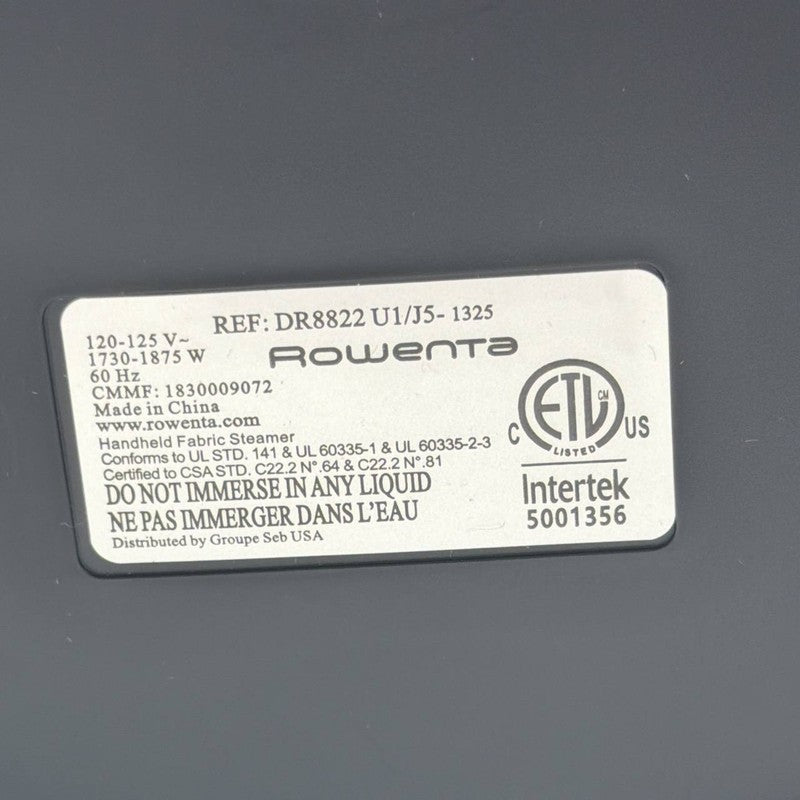 REF: DR8822 U1/J5- 1325
120-125 V~
1730-1875 W
60 Hz
Rowenta
CMMF: 1830009072
Made in China
www.rowenta.com
Handheld Fabric Steamer
Conforms to UL STD. 141 & UL 60335-1 & UL 60335-2-3
Certified to CSA STD. C22.2 N°.64 & C22.2 N°.81
DO NOT IMMERSE IN ANY LIQUID
NE PAS IMMERGER DANS L'EAU
Distributed by Groupe Seb USA
ETL CM
C US
LISTED
Intertek
5001356